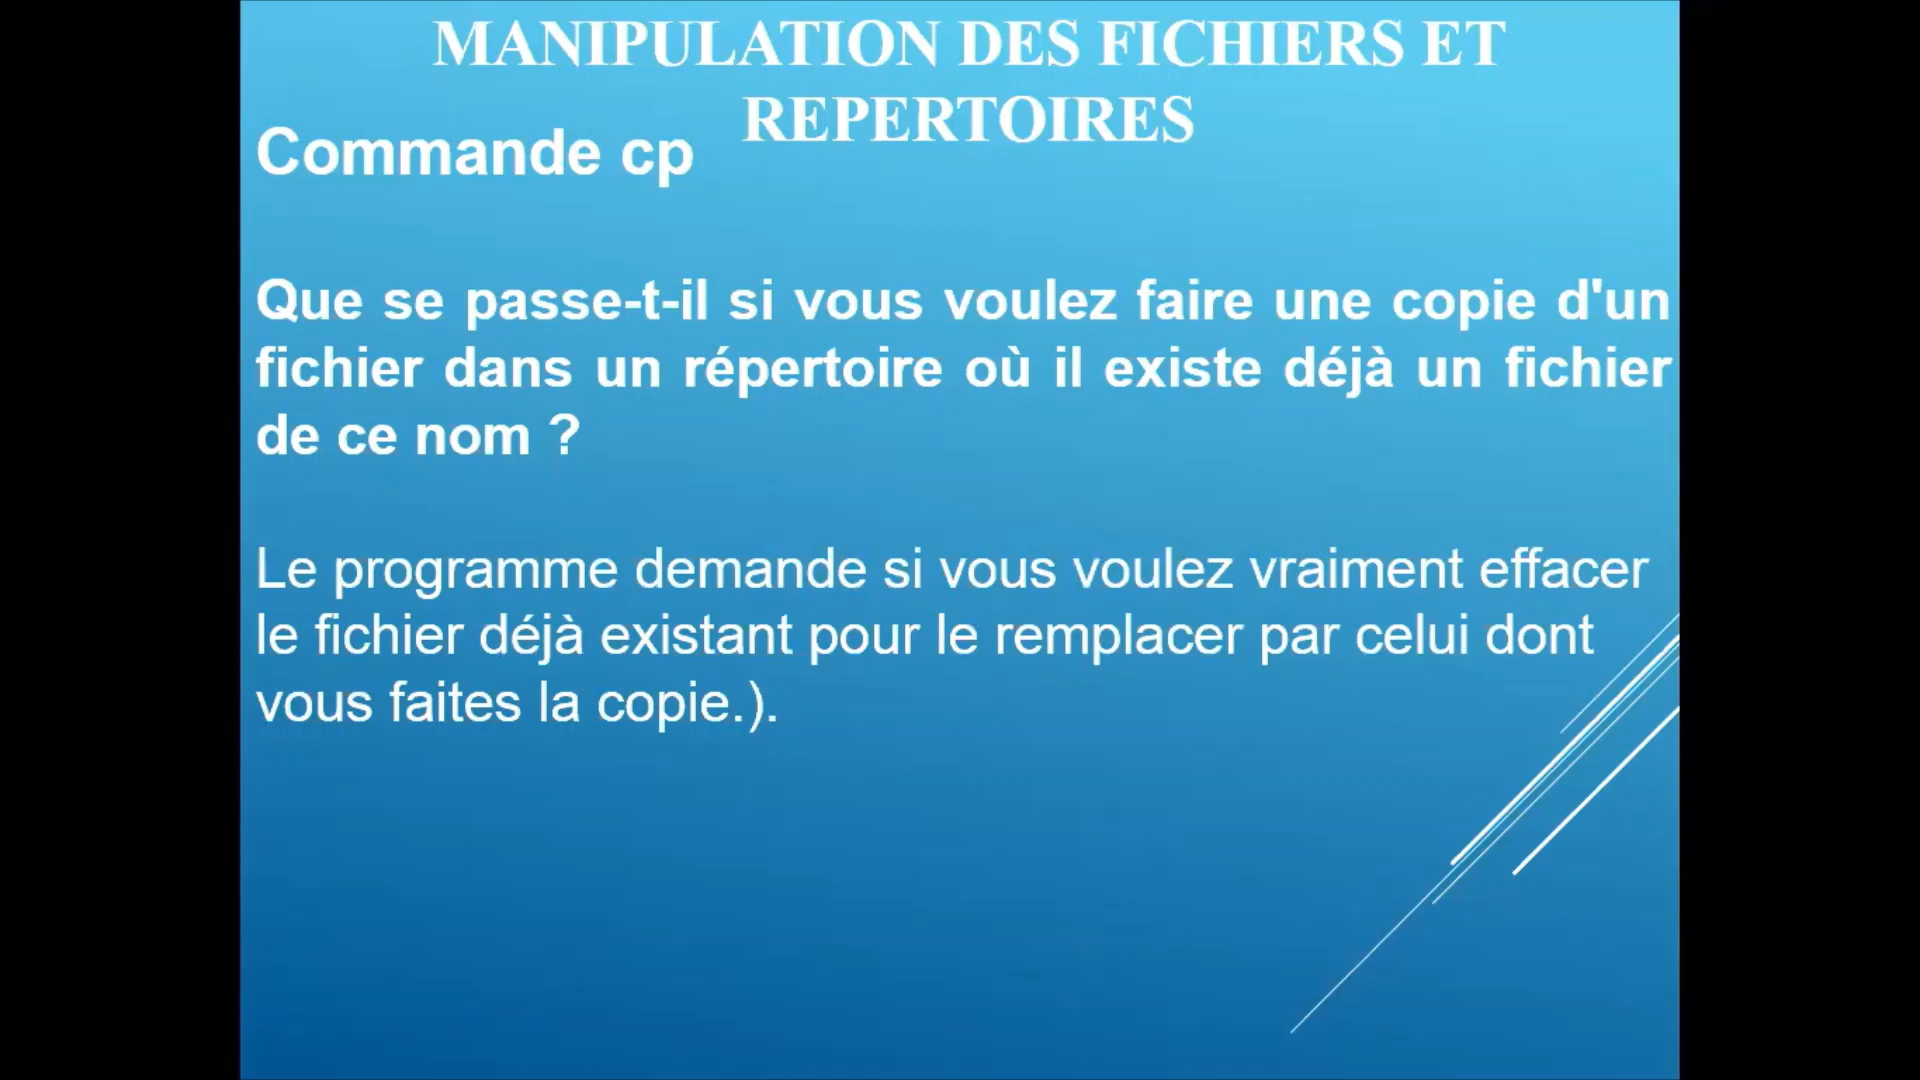 MANIPULATION DES FICHIERS ET
REPERTOIRES
Commande cp
Que se passe-t-il si vous voulez faire une copie d'un
fichier dans un répertoire où il existe déjà un fichier
de ce nom ?
Le programme demande si vous voulez vraiment effacer
le fichier déjà existant pour le remplacer par celui dont
vous faites la copie.).